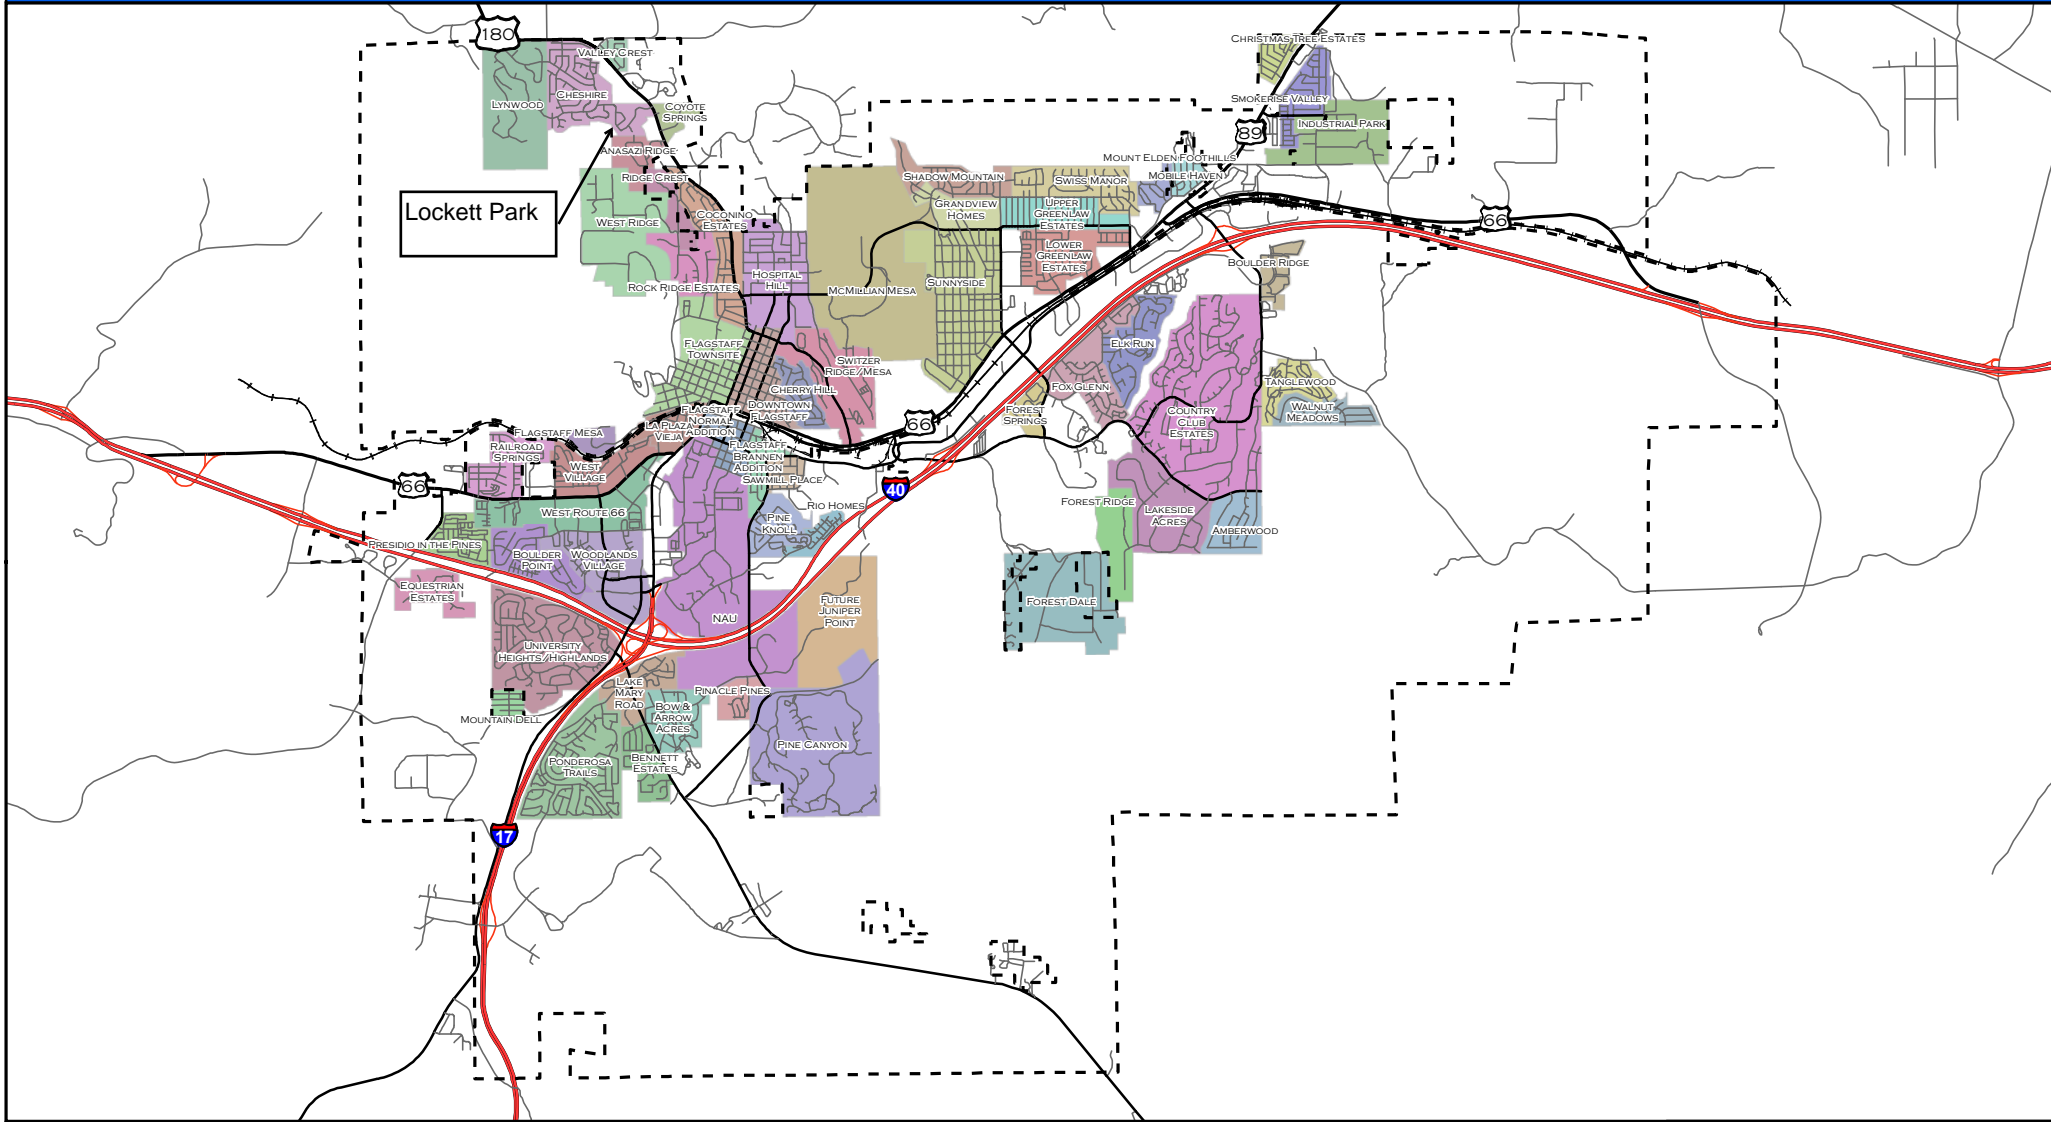 180
VALLEY CREST
CHRISTMAS TREE ESTATES
LYNWOOD
CHESHIRE
COYOTE
SPRINGS
SMOKERISE VALLEY
INDUSTRIAL PARK
89
ANASAZI RIDGE
MOUNT ELDEN FOOTHILLS
MOBILE HAVEN
RIDGE CREST
SHADOW MOUNTAIN
SWISS MANOR
Lockett Park
WEST RIDGE
COCONINO
ESTATES
GRANDVIEW
HOMES
UPPER
GREENLAW
ESTATES
66
LOWER
GREENLAW
ESTATES
BOULDER RIDGE
HOSPITAL
HILL
ROCK RIDGE ESTATES
MCMILLIAN MESA
SUNNYSIDE
FLAGSTAFF
TOWNSITE
ELK RUN
SWITZER
RIDGE/MESA
CHERRY HILL
FOX GLENN
TANGLEWOOD
WALNUT
MEADOWS
DOWNTOWN
FLAGSTAFF
FLAGSTAFF
NORMAL
ADDITION
LA PLAZA
VIEJA
FOREST
SPRINGS
COUNTRY
CLUB
ESTATES
66
FLAGSTAFF MESA
RAILROAD
SPRINGS
WEST
VILLAGE
FLAGSTAFF
BRANNEN
ADDITION
SAWMILL PLACE
66
40
RIO HOMES
FOREST RIDGE
LAKESIDE
ACRES
WEST ROUTE 66
PINE
KNOLL
AMBERWOOD
PRESIDIO IN THE PINES
BOULDER
POINT
WOODLANDS
VILLAGE
EQUESTRIAN
ESTATES
FUTURE
JUNIPER
POINT
FOREST DALE
NAU
UNIVERSITY
HEIGHTS/HIGHLANDS
LAKE
MARY
ROAD
PINACLE PINES
MOUNTAIN DELL
BOW &
ARROW
ACRES
PINE CANYON
PONDEROSA
TRAILS
BENNETT
ESTATES
17